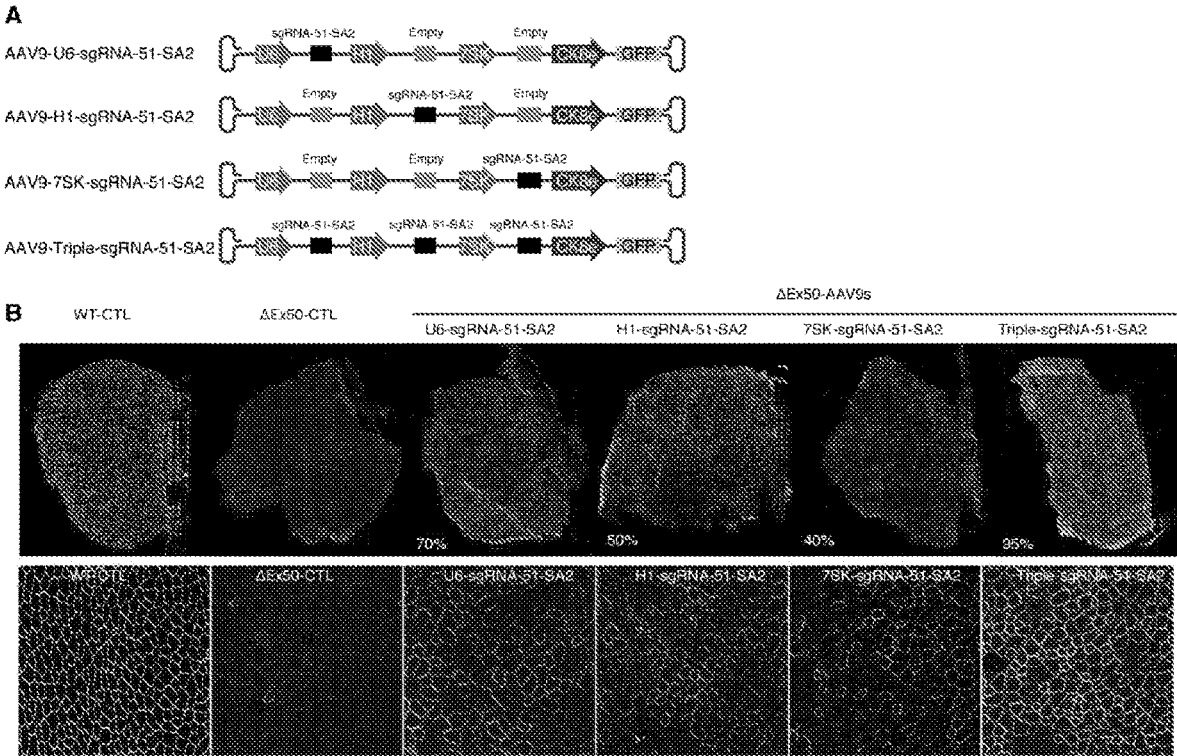 A
sgRNA-51-SA2 Empty Empty
AAV9-U6-sgRNA-51-SA2 GFP
Empty sgRNA-51-SA2 Empty
AAV9-H1-sgRNA-51-SA2 GFP
Empty Empty sgRNA-51-SA2
AAV9-7SK-sgRNA-51-SA2 GFP
sgRNA-51-SA2 sgRNA-51-SA2 sgRNA-51-SA2
AAV9-Triple-sgRNA-51-SA2 GFP
B
ΔEx50-AAV9s
WT-CTL ΔEx50-CTL U6-sgRNA-51-SA2 H1-sgRNA-51-SA2 7SK-sgRNA-51-SA2 Triple-sgRNA-51-SA2
70% 50% 40% 95%
WT-CTL ΔEx50-CTL U6-sgRNA-51-SA2 H1-sgRNA-51-SA2 7SK-sgRNA-51-SA2 Triple-sgRNA-51-SA2